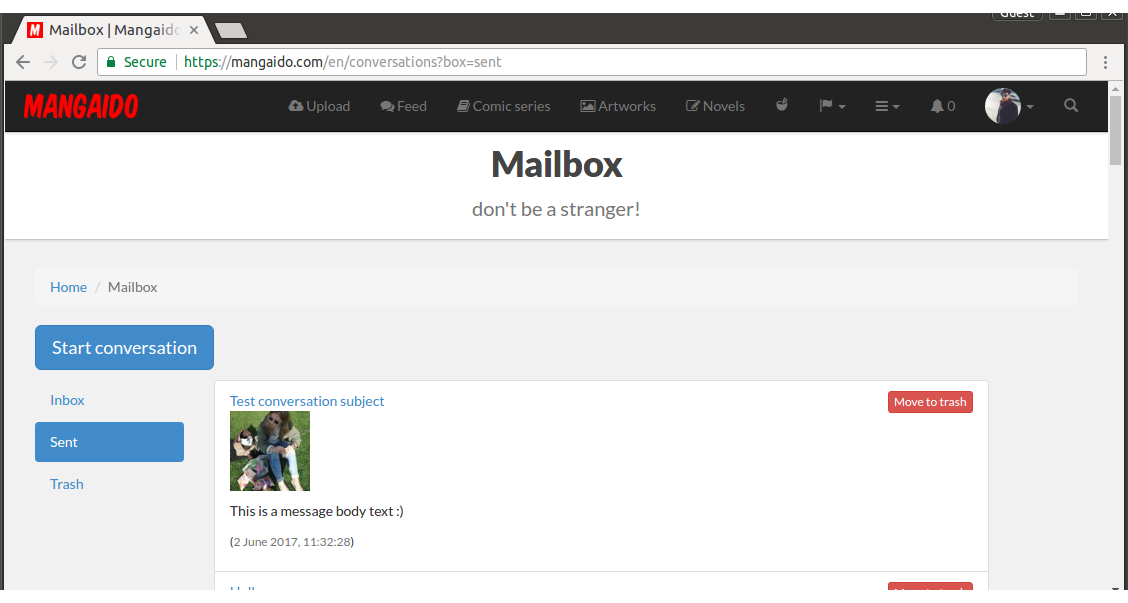 Guest
Mailbox | Mangaido
Secure https://mangaido.com/en/conversations?box=sent
MANGAIDO Upload Feed Comic series Artworks Novels 0
Mailbox
don't be a stranger!
Home / Mailbox
Start conversation
Inbox
Sent
Trash
Test conversation subject Move to trash
This is a message body text :)
(2 June 2017, 11:32:28)